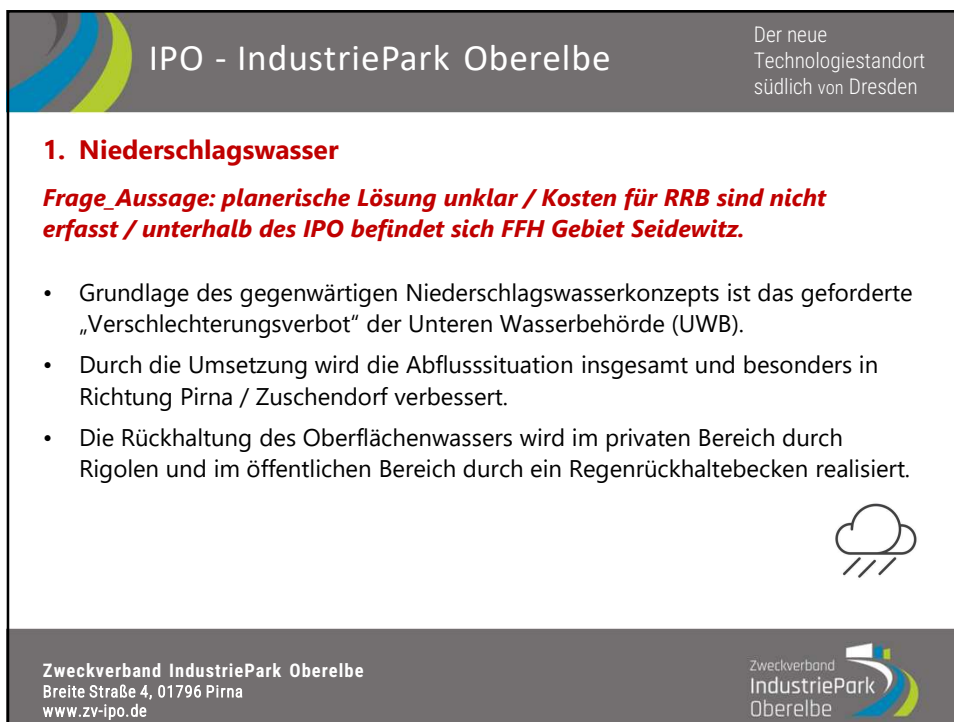 IPO - IndustriePark Oberelbe
Der neue
Technologiestandort
südlich von Dresden
1. Niederschlagswasser
Frage_Aussage: planerische Lösung unklar / Kosten für RRB sind nicht
erfasst / unterhalb des IPO befindet sich FFH Gebiet Seidewitz.
• Grundlage des gegenwärtigen Niederschlagswasserkonzepts ist das geforderte
„Verschlechterungsverbot“ der Unteren Wasserbehörde (UWB).
• Durch die Umsetzung wird die Abflusssituation insgesamt und besonders in
Richtung Pirna / Zuschendorf verbessert.
• Die Rückhaltung des Oberflächenwassers wird im privaten Bereich durch
Rigolen und im öffentlichen Bereich durch ein Regenrückhaltebecken realisiert.
Zweckverband IndustriePark Oberelbe
Breite Straße 4, 01796 Pirna
www.zv-ipo.de
Zweckverband
IndustriePark
Oberelbe